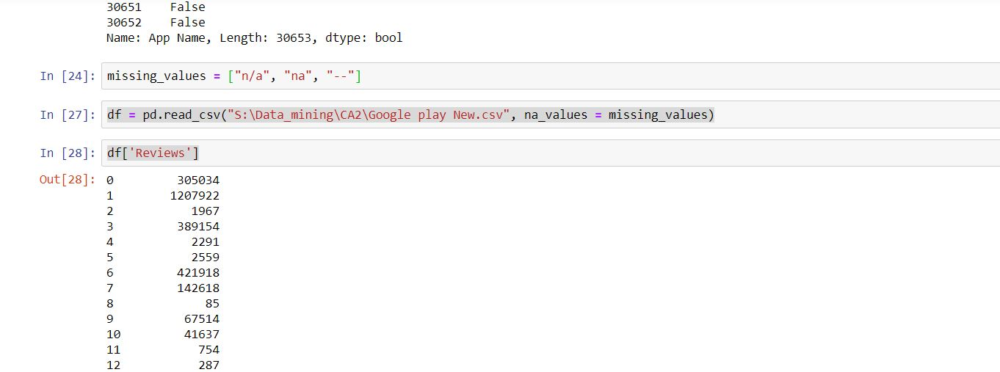 30651    False
30652    False
Name: App Name, Length: 30653, dtype: bool
In [24]: missing_values = ["n/a", "na", "--"]
In [27]: df = pd.read_csv("S:\Data_mining\CA2\Google play New.csv", na_values = missing_values)
In [28]: df['Reviews']
Out[28]: 0         305034
1        1207922
2           1967
3         389154
4           2291
5           2559
6         421918
7         142618
8             85
9          67514
10         41637
11           754
12           287